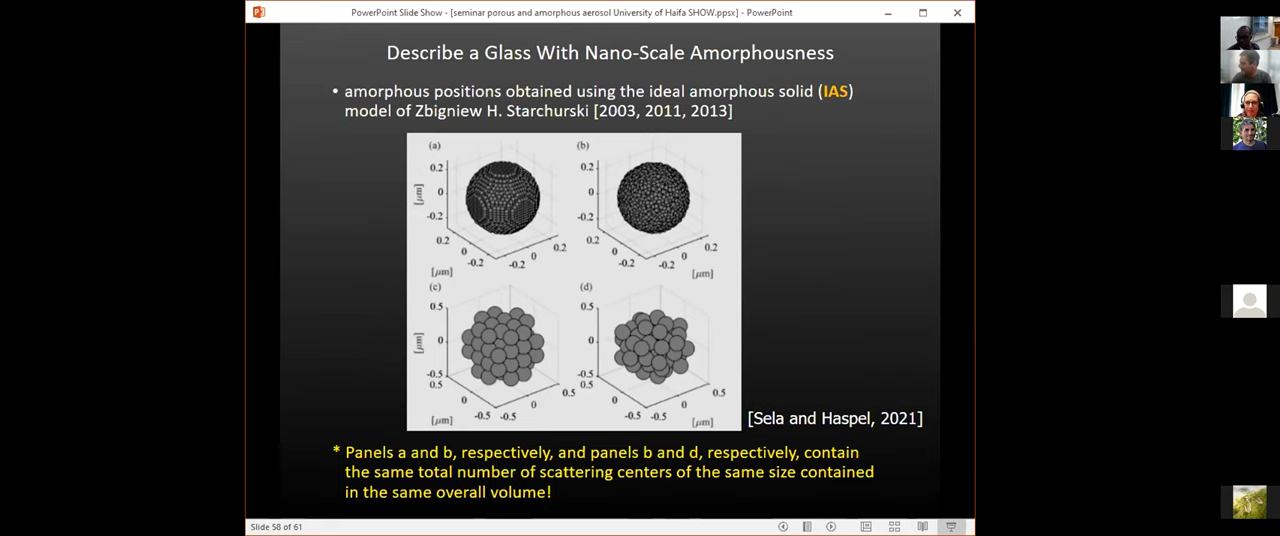 PowerPoint Slide Show - [seminar porous and amorphous aerosol University of Haifa SHOW.ppsx] - PowerPoint
Describe a Glass With Nano-Scale Amorphousness
• amorphous positions obtained using the ideal amorphous solid (IAS)
model of Zbigniew H. Starchurski [2003, 2011, 2013]
(a)
0.2
0
-0.2
[μm]
0.2
0
-0.2
[μm]
-0.2
0
0.2
(b)
0.2
0
-0.2
0.2
0
-0.2
-0.2
0
0.2
[μm]
(c)
0.5
0
-0.5
[μm]
0.5
0
-0.5
[μm]
-0.5
0
0.5
(d)
0.5
0
-0.5
0.5
0
-0.5
-0.5
0
0.5
[μm]
[Sela and Haspel, 2021]
* Panels a and b, respectively, and panels b and d, respectively, contain
the same total number of scattering centers of the same size contained
in the same overall volume!
Slide 58 of 61